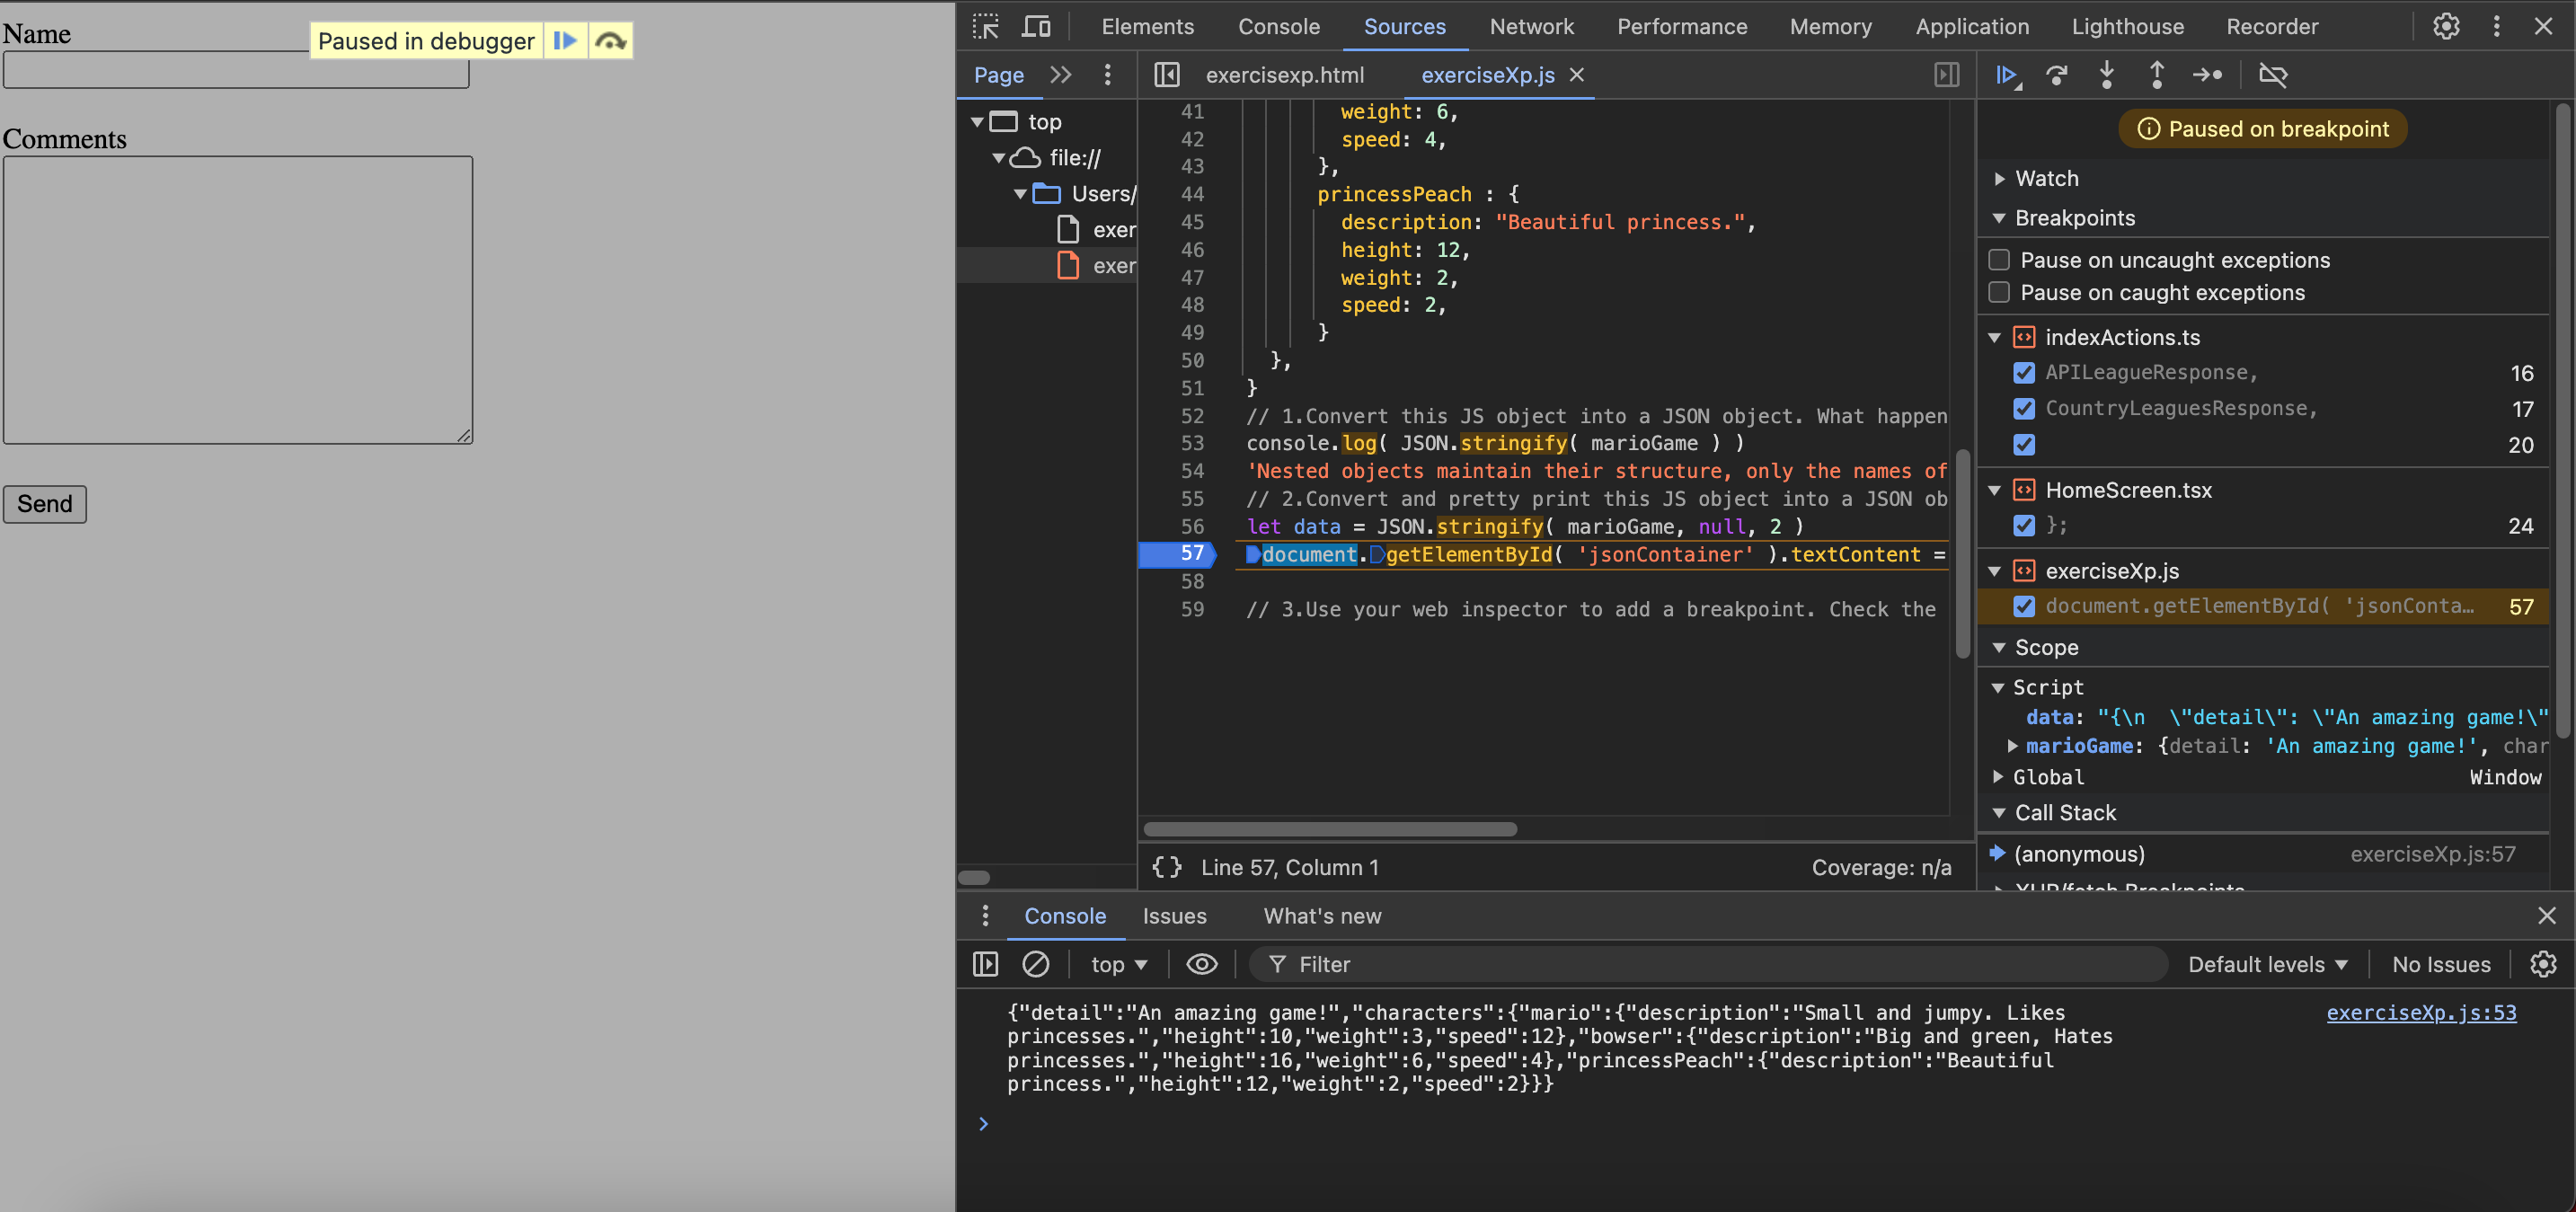 Name
Paused in debugger
Comments
Send
Elements Console Sources Network Performance Memory Application Lighthouse Recorder
Page
exercisexp.html
exerciseXp.js
top
file://
Users/
exer
exer
41 weight: 6,
42 speed: 4,
43 },
44 princessPeach : {
45 description: "Beautiful princess.",
46 height: 12,
47 weight: 2,
48 speed: 2,
49 }
50 },
51 }
52 // 1.Convert this JS object into a JSON object. What happen
53 console.log( JSON.stringify( marioGame ) )
54 'Nested objects maintain their structure, only the names of
55 // 2.Convert and pretty print this JS object into a JSON ob
56 let data = JSON.stringify( marioGame, null, 2 )
57 document.getElementById( 'jsonContainer' ).textContent =
58
59 // 3.Use your web inspector to add a breakpoint. Check the
{} Line 57, Column 1
Coverage: n/a
Paused on breakpoint
Watch
Breakpoints
Pause on uncaught exceptions
Pause on caught exceptions
indexActions.ts
APILeagueResponse, 16
CountryLeaguesResponse, 17
20
HomeScreen.tsx
}; 24
exerciseXp.js
document.getElementById( 'jsonConta… 57
Scope
Script
data: "{\n  \"detail\": \"An amazing game!\"
marioGame: {detail: 'An amazing game!', char
Global Window
Call Stack
(anonymous) exerciseXp.js:57
XHR/fetch Breakpoints
Console Issues What's new
top
Filter
Default levels
No Issues
{"detail":"An amazing game!","characters":{"mario":{"description":"Small and jumpy. Likes
princesses.","height":10,"weight":3,"speed":12},"bowser":{"description":"Big and green, Hates
princesses.","height":16,"weight":6,"speed":4},"princessPeach":{"description":"Beautiful
princess.","height":12,"weight":2,"speed":2}}}
exerciseXp.js:53